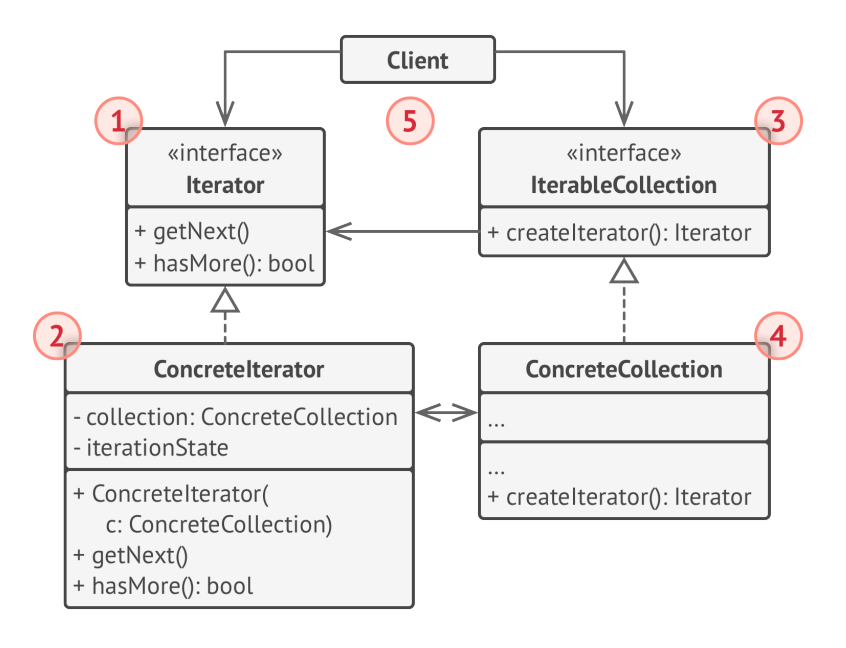 Client
1
5
3
«interface»
Iterator
+ getNext()
+ hasMore(): bool
«interface»
IterableCollection
+ createIterator(): Iterator
2
ConcreteIterator
- collection: ConcreteCollection
- iterationState
+ ConcreteIterator(
c: ConcreteCollection)
+ getNext()
+ hasMore(): bool
4
ConcreteCollection
...
...
+ createIterator(): Iterator